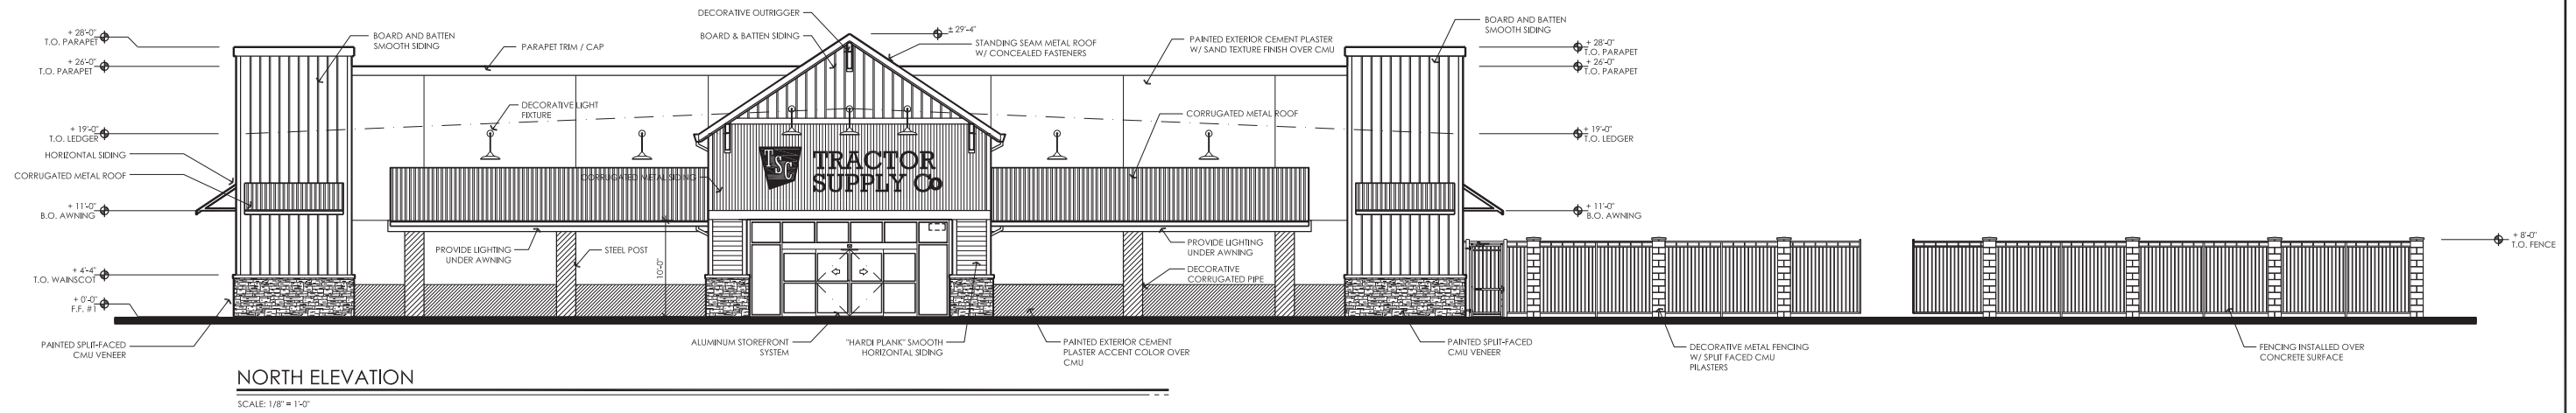 + 28'-0"
T.O. PARAPET
+ 26'-0"
T.O. PARAPET
+ 19'-0"
T.O. LEDGER
HORIZONTAL SIDING
CORRUGATED METAL ROOF
+ 11'-0"
B.O. AWNING
+ 4'-4"
T.O. WAINSCOT
+ 0'-0"
F.F. #1
PAINTED SPLIT-FACED
CMU VENEER
BOARD AND BATTEN
SMOOTH SIDING
PARAPET TRIM / CAP
DECORATIVE LIGHT
FIXTURE
PROVIDE LIGHTING
UNDER AWNING
STEEL POST
DECORATIVE OUTRIGGER
BOARD & BATTEN SIDING
± 29'-4"
STANDING SEAM METAL ROOF
W/ CONCEALED FASTENERS
CORRUGATED METAL SIDING
TSC
TRACTOR
SUPPLY Co
10'-0"
ALUMINUM STOREFRONT
SYSTEM
"HARDI PLANK" SMOOTH
HORIZONTAL SIDING
PAINTED EXTERIOR CEMENT PLASTER
W/ SAND TEXTURE FINISH OVER CMU
CORRUGATED METAL ROOF
PROVIDE LIGHTING
UNDER AWNING
DECORATIVE
CORRUGATED PIPE
PAINTED EXTERIOR CEMENT
PLASTER ACCENT COLOR OVER
CMU
BOARD AND BATTEN
SMOOTH SIDING
+ 28'-0"
T.O. PARAPET
+ 26'-0"
T.O. PARAPET
+ 19'-0"
T.O. LEDGER
+ 11'-0"
B.O. AWNING
PAINTED SPLIT-FACED
CMU VENEER
DECORATIVE METAL FENCING
W/ SPLIT FACED CMU
PILASTERS
+ 8'-0"
T.O. FENCE
FENCING INSTALLED OVER
CONCRETE SURFACE
NORTH ELEVATION
SCALE: 1/8" = 1'-0"